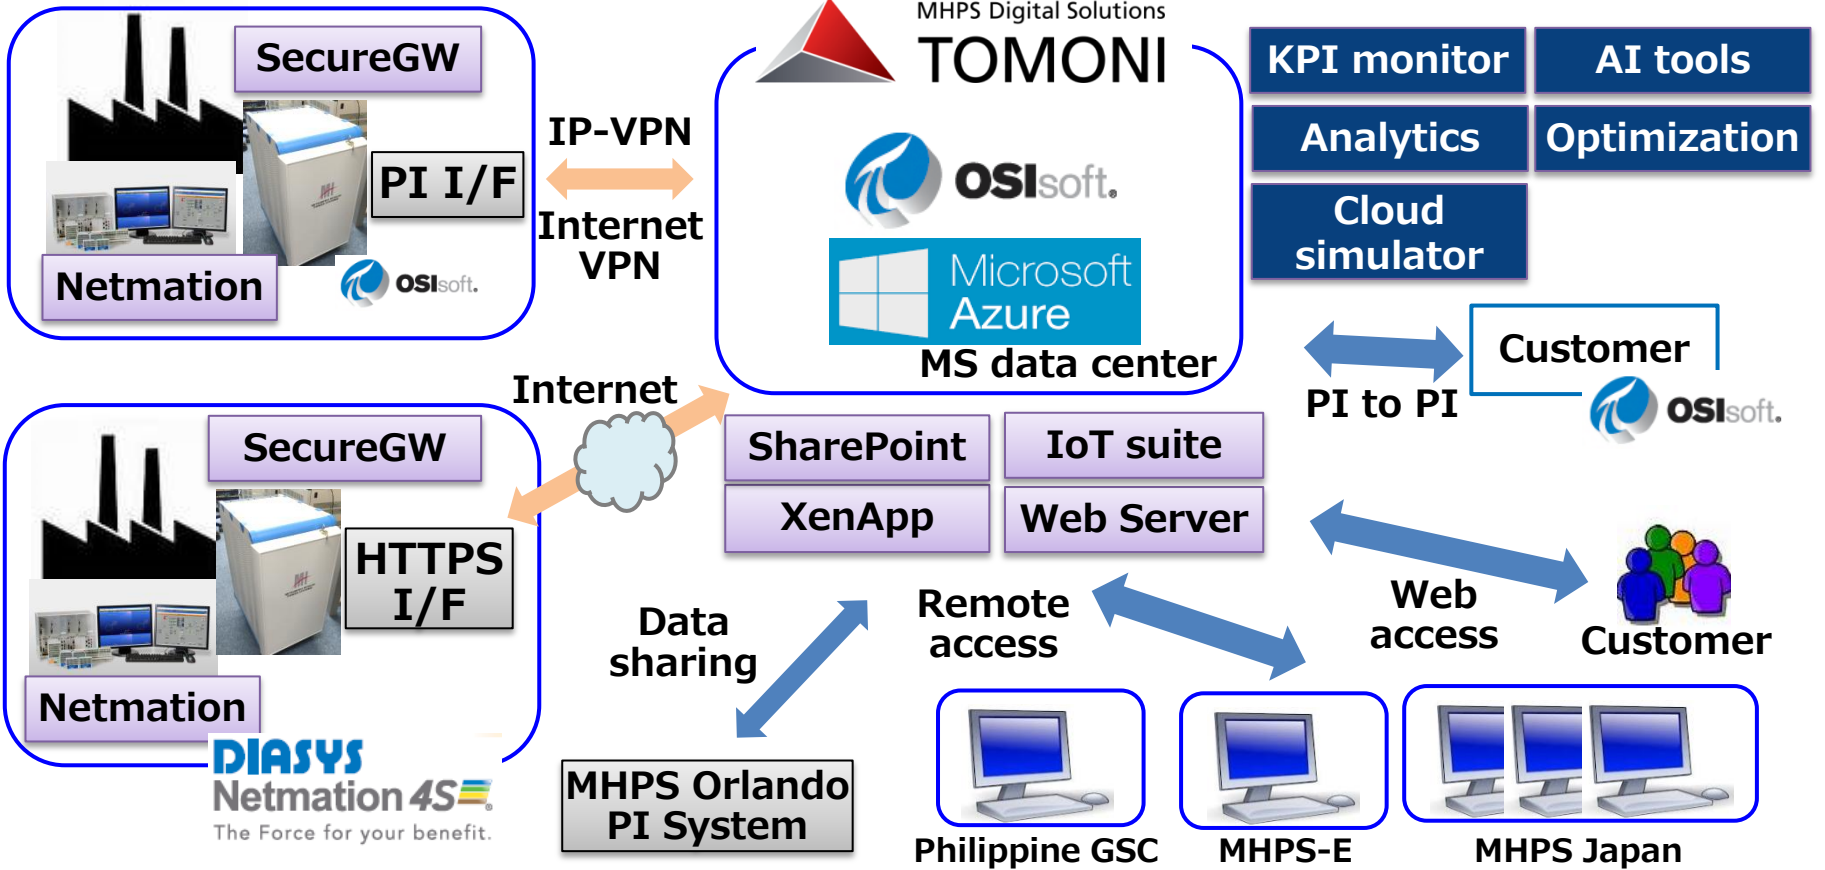 SecureGW
PI I/F
Netmation
OSIsoft.
IP-VPN
Internet
VPN
MHPS Digital Solutions
TOMONI
OSIsoft.
Microsoft
Azure
MS data center
KPI monitor
AI tools
Analytics
Optimization
Cloud
simulator
Customer
OSIsoft.
PI to PI
Internet
SecureGW
HTTPS
I/F
Netmation
DIASYS
Netmation 4S
The Force for your benefit.
SharePoint
IoT suite
XenApp
Web Server
Data
sharing
Remote
access
Web
access
Customer
MHPS Orlando
PI System
Philippine GSC
MHPS-E
MHPS Japan